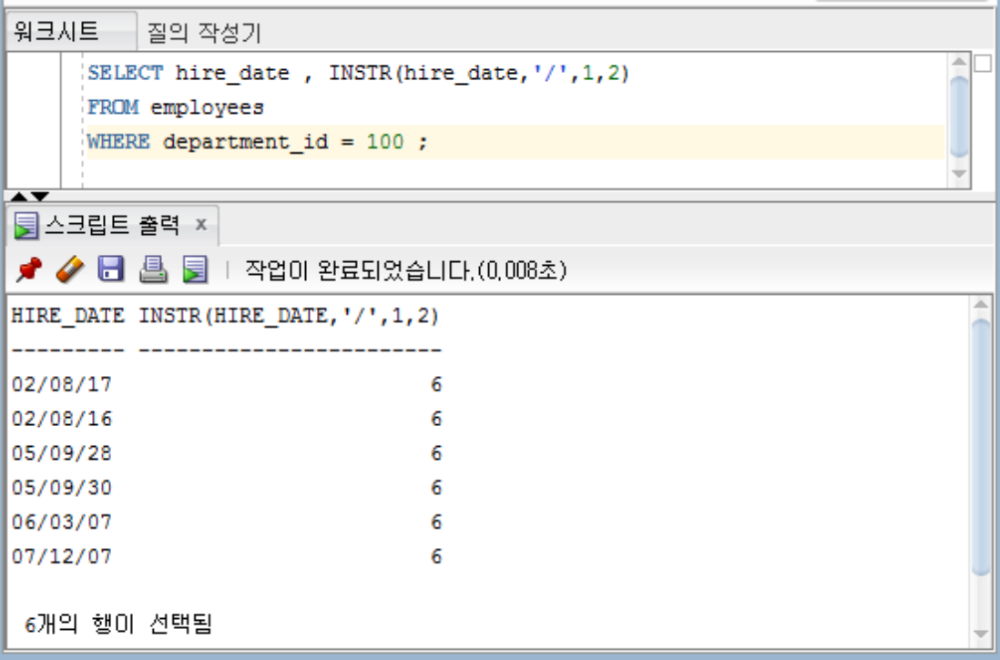 워크시트 질의 작성기
SELECT hire_date , INSTR(hire_date,'/',1,2)
FROM employees
WHERE department_id = 100 ;
스크립트 출력 x
작업이 완료되었습니다.(0,008초)
HIRE_DATE INSTR(HIRE_DATE,'/',1,2)
--------- ------------------------
02/08/17 6
02/08/16 6
05/09/28 6
05/09/30 6
06/03/07 6
07/12/07 6
6개의 행이 선택됨